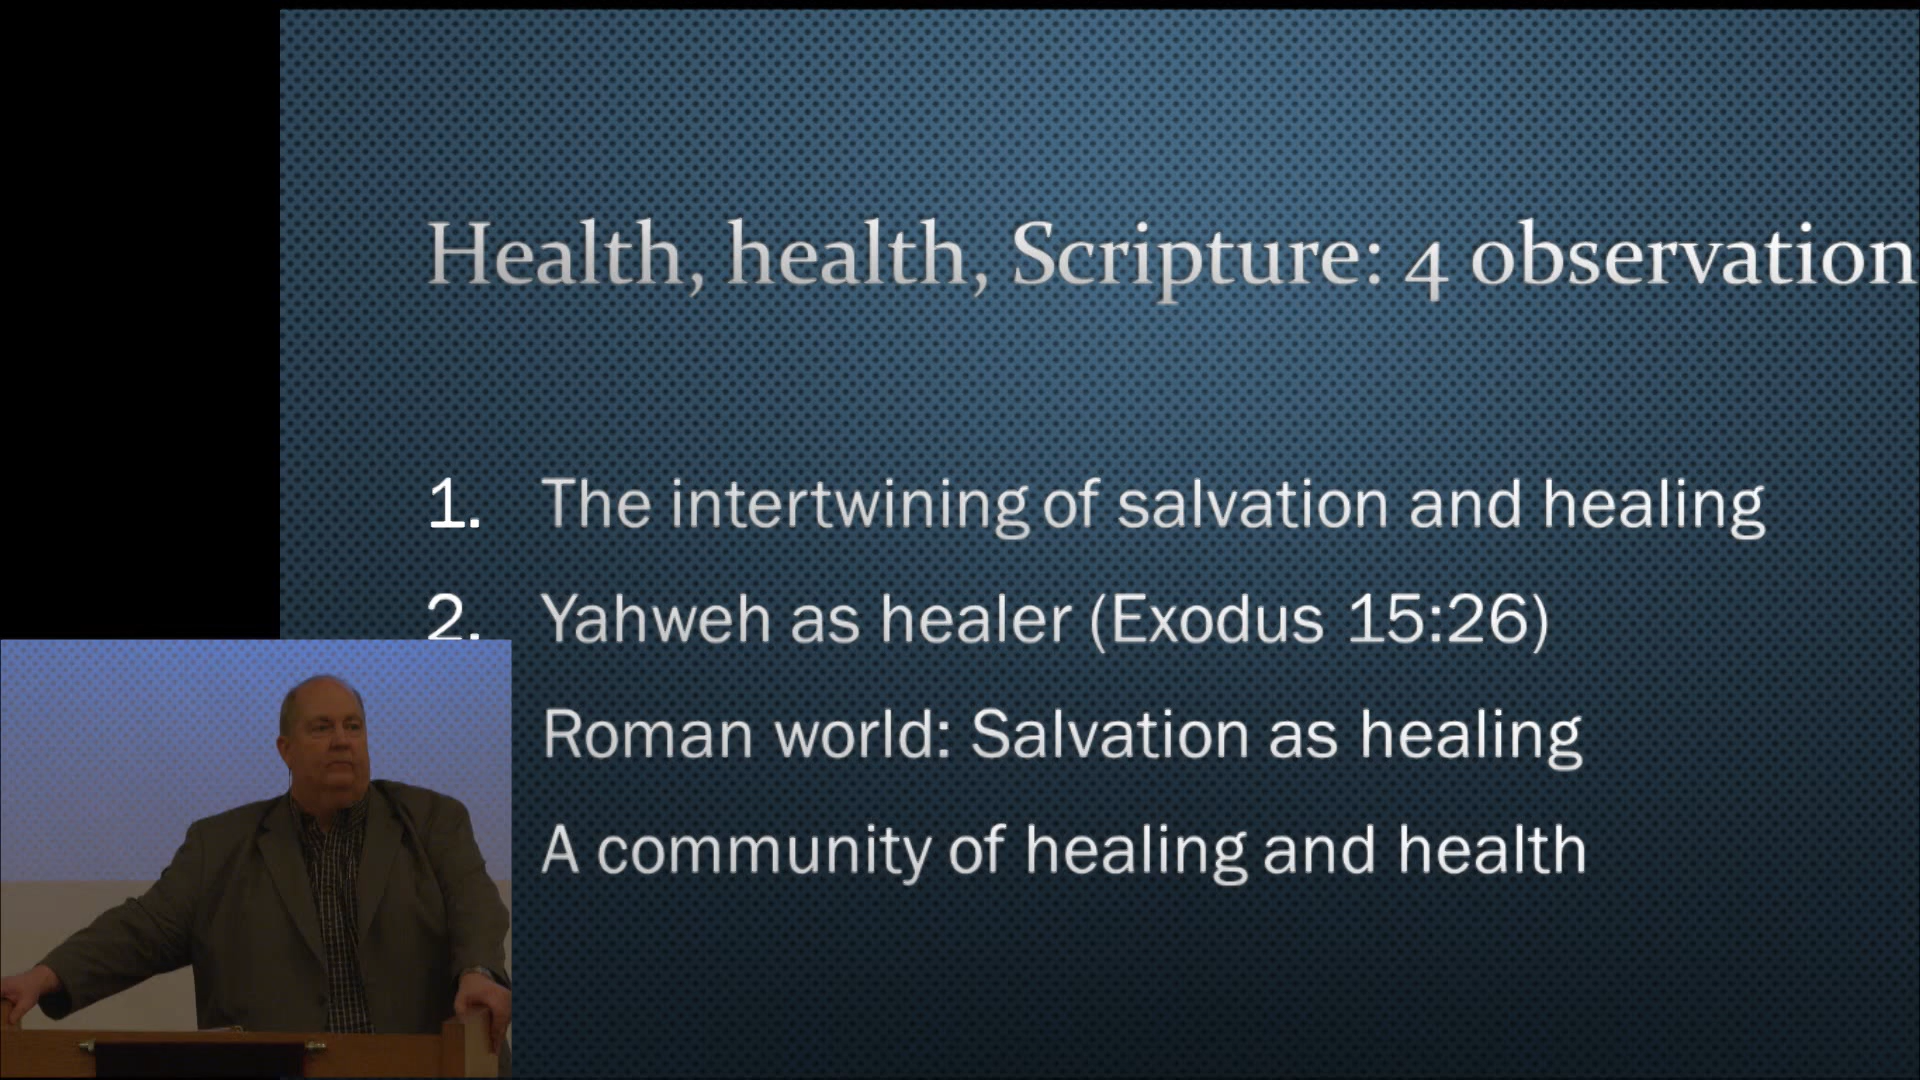 Health, health, Scripture: 4 observation
1. The intertwining of salvation and healing
2. Yahweh as healer (Exodus 15:26)
Roman world: Salvation as healing
A community of healing and health